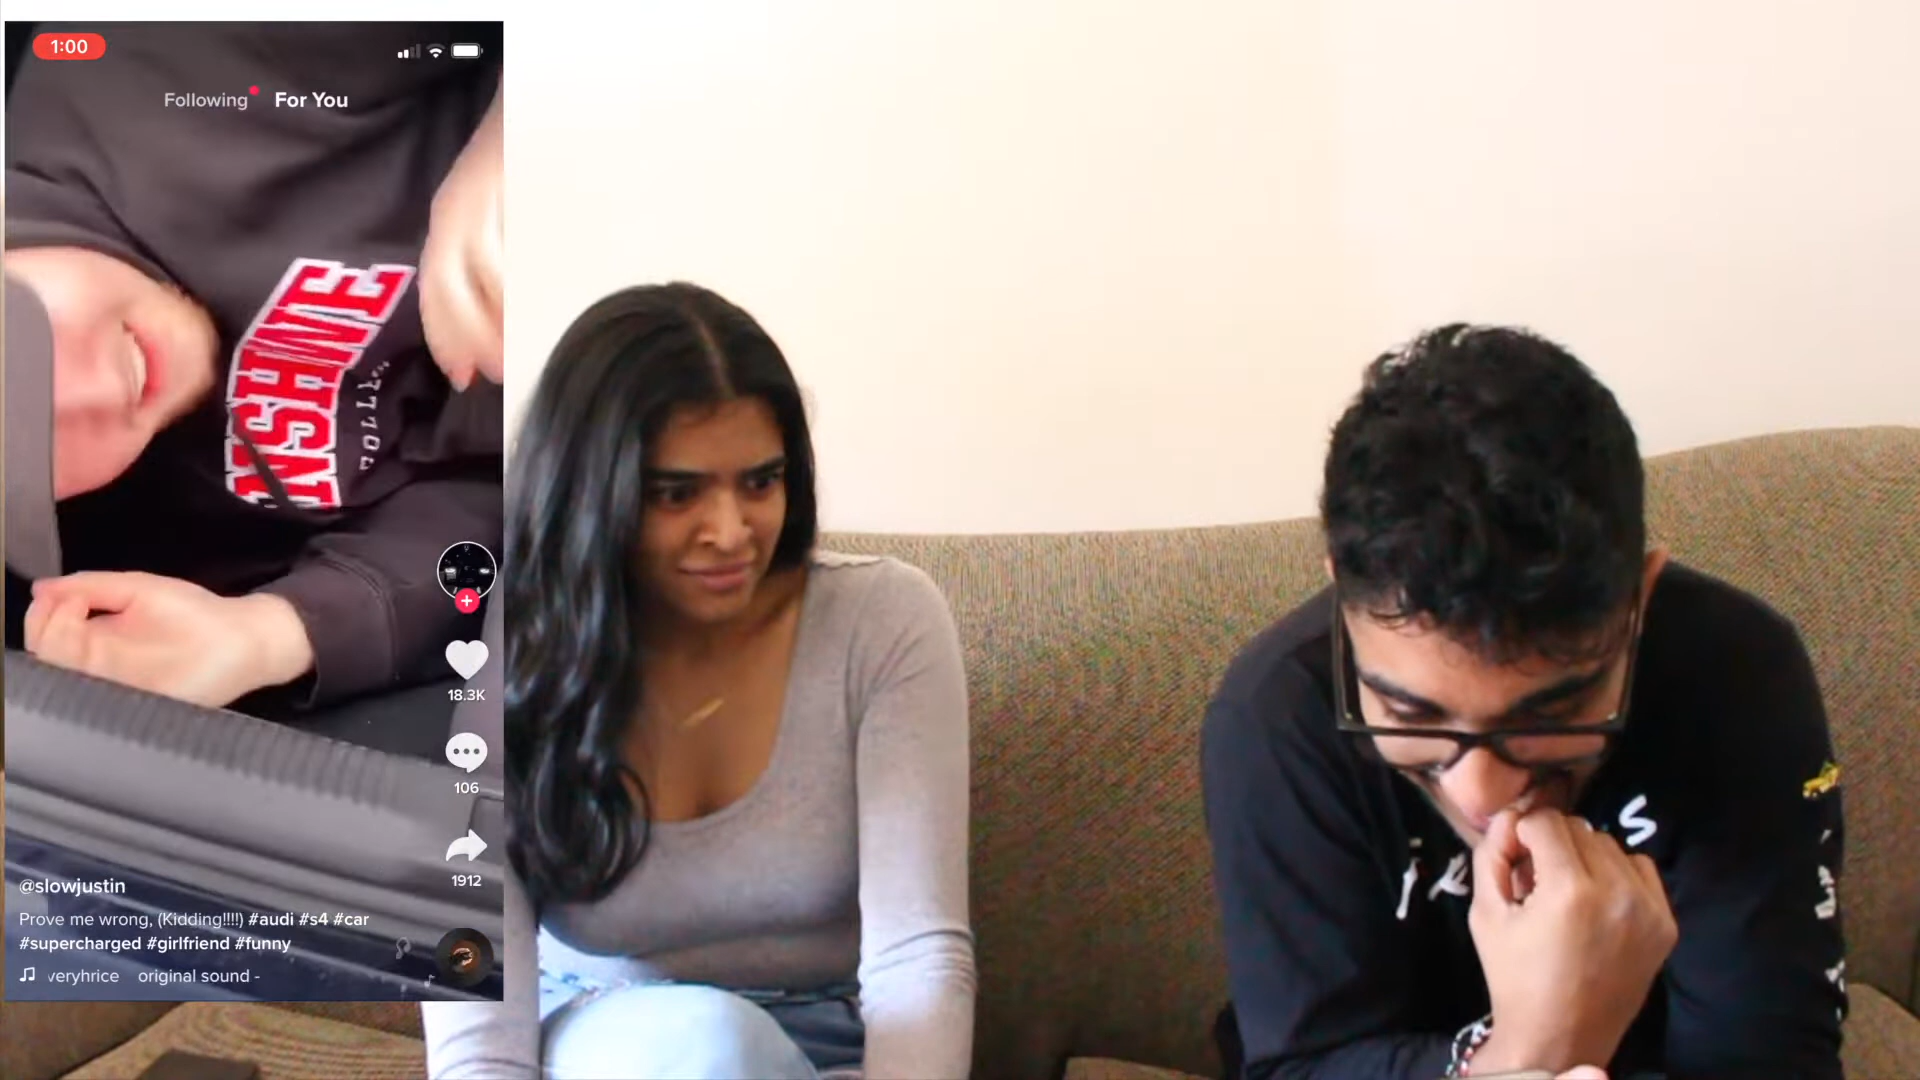 1:00
Following For You
18.3K
106
1912
@slowjustin
Prove me wrong, (Kidding!!!!) #audi #s4 #car
#supercharged #girlfriend #funny
veryhrice original sound -